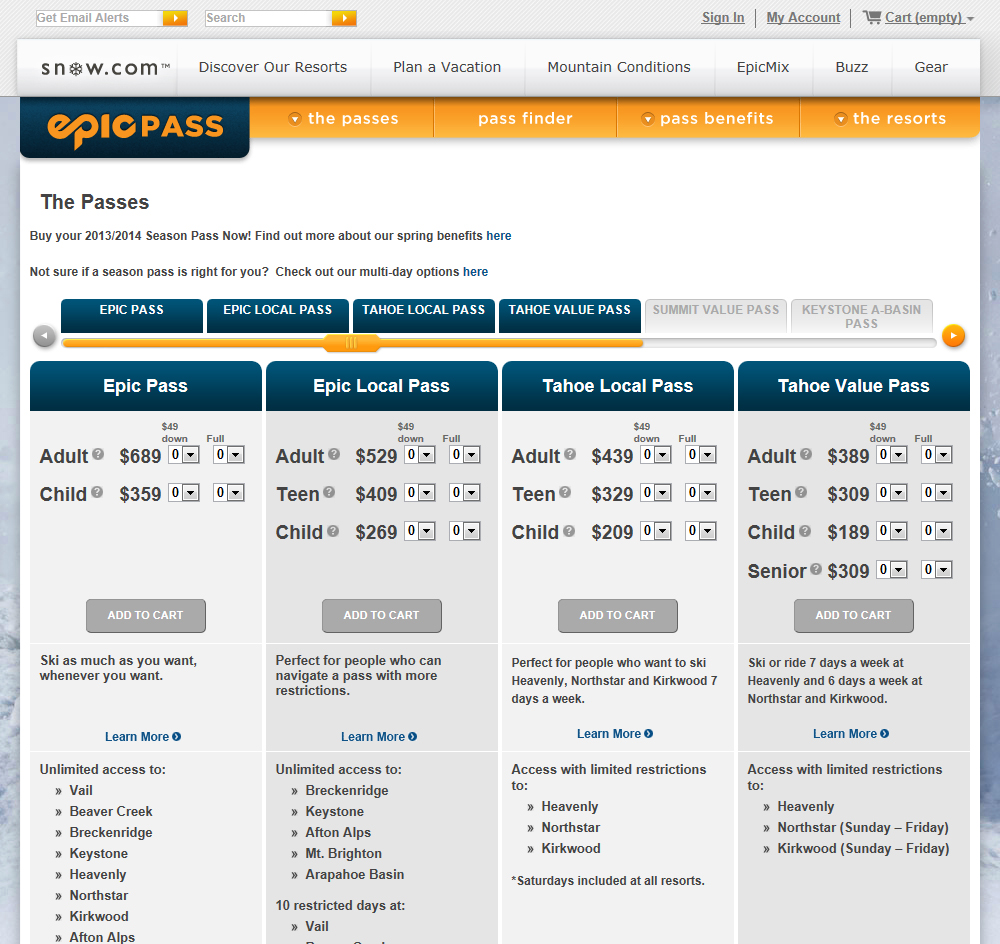 Get Email Alerts
Search
Sign In
My Account
Cart (empty)
snow.com™
Discover Our Resorts
Plan a Vacation
Mountain Conditions
EpicMix
Buzz
Gear
epic PASS
the passes
pass finder
pass benefits
the resorts
The Passes
Buy your 2013/2014 Season Pass Now! Find out more about our spring benefits here
Not sure if a season pass is right for you? Check out our multi-day options here
EPIC PASS
EPIC LOCAL PASS
TAHOE LOCAL PASS
TAHOE VALUE PASS
SUMMIT VALUE PASS
KEYSTONE A-BASIN
PASS
Epic Pass
$49
down Full
Adult ? $689 0 0
Child ? $359 0 0
ADD TO CART
Ski as much as you want,
whenever you want.
Learn More
Unlimited access to:
» Vail
» Beaver Creek
» Breckenridge
» Keystone
» Heavenly
» Northstar
» Kirkwood
» Afton Alps
Epic Local Pass
$49
down Full
Adult ? $529 0 0
Teen ? $409 0 0
Child ? $269 0 0
ADD TO CART
Perfect for people who can
navigate a pass with more
restrictions.
Learn More
Unlimited access to:
» Breckenridge
» Keystone
» Afton Alps
» Mt. Brighton
» Arapahoe Basin
10 restricted days at:
» Vail
Tahoe Local Pass
$49
down Full
Adult ? $439 0 0
Teen ? $329 0 0
Child ? $209 0 0
ADD TO CART
Perfect for people who want to ski
Heavenly, Northstar and Kirkwood 7
days a week.
Learn More
Access with limited restrictions
to:
» Heavenly
» Northstar
» Kirkwood
*Saturdays included at all resorts.
Tahoe Value Pass
$49
down Full
Adult ? $389 0 0
Teen ? $309 0 0
Child ? $189 0 0
Senior ? $309 0 0
ADD TO CART
Ski or ride 7 days a week at
Heavenly and 6 days a week at
Northstar and Kirkwood.
Learn More
Access with limited restrictions
to:
» Heavenly
» Northstar (Sunday – Friday)
» Kirkwood (Sunday – Friday)